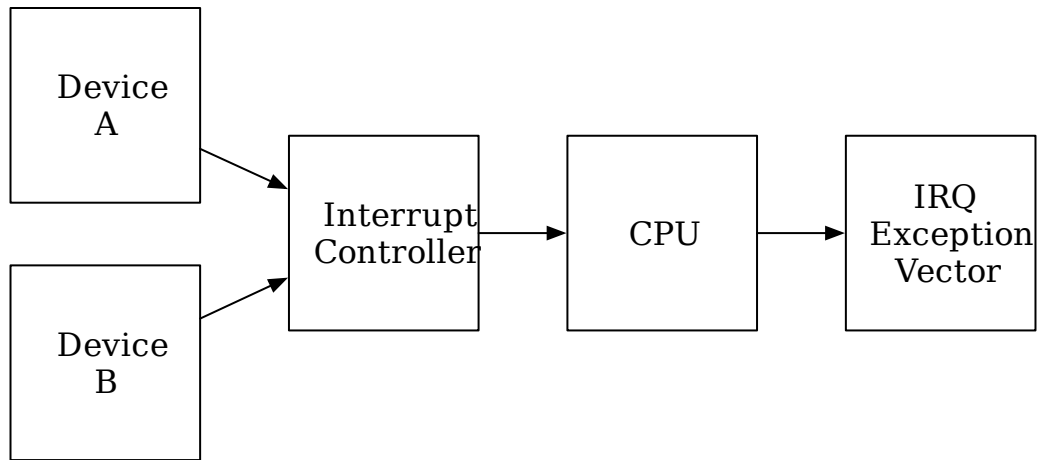 Device
A
Device
B
Interrupt
Controller
CPU
IRQ
Exception
Vector